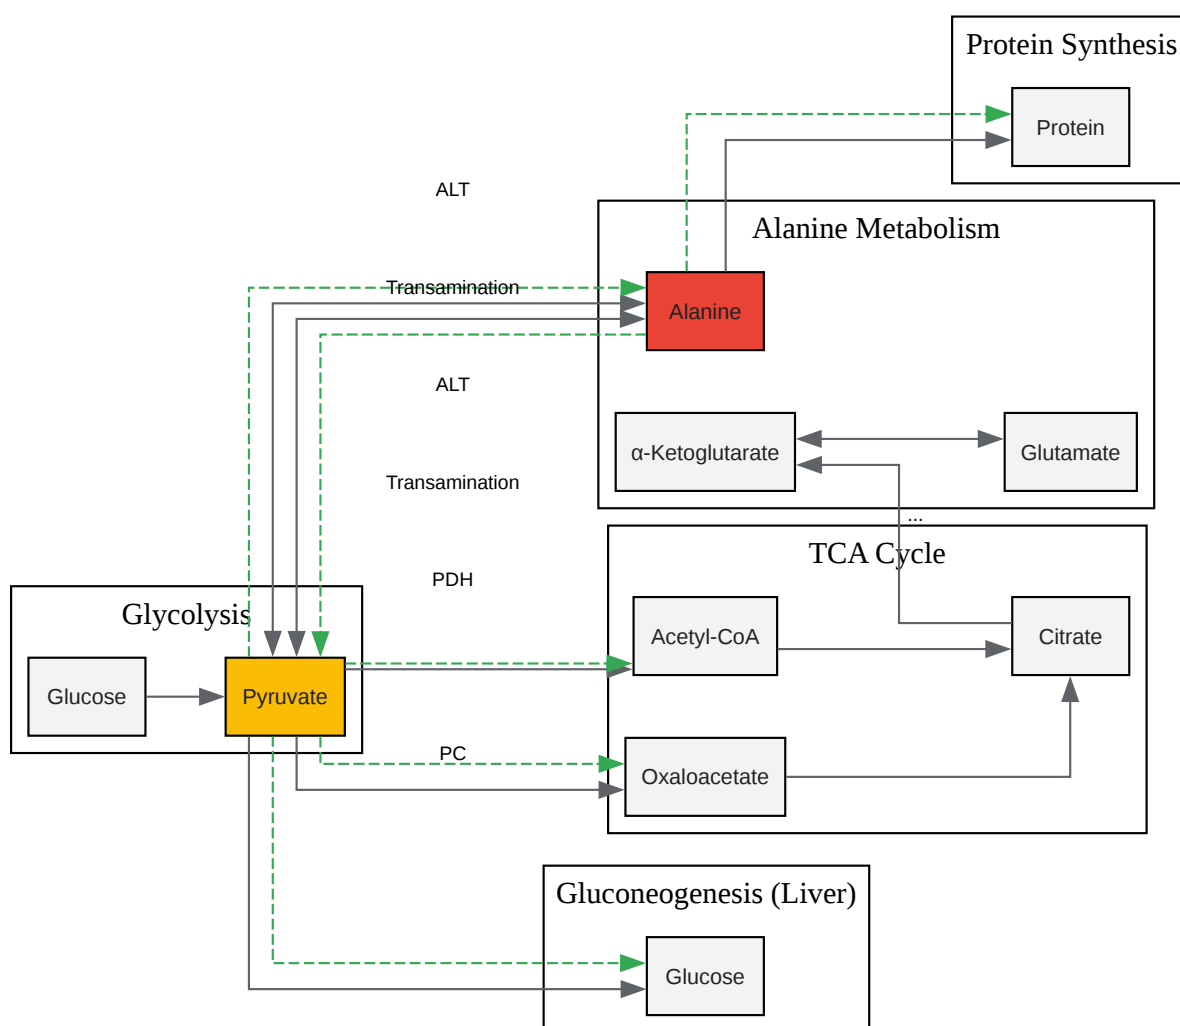 Protein Synthesis
Protein
ALT
Alanine Metabolism
Transamination
Alanine
ALT
α-Ketoglutarate
Glutamate
Transamination
...
TCA Cycle
PDH
Glycolysis
Acetyl-CoA
Citrate
Glucose
Pyruvate
PC
Oxaloacetate
Gluconeogenesis (Liver)
Glucose